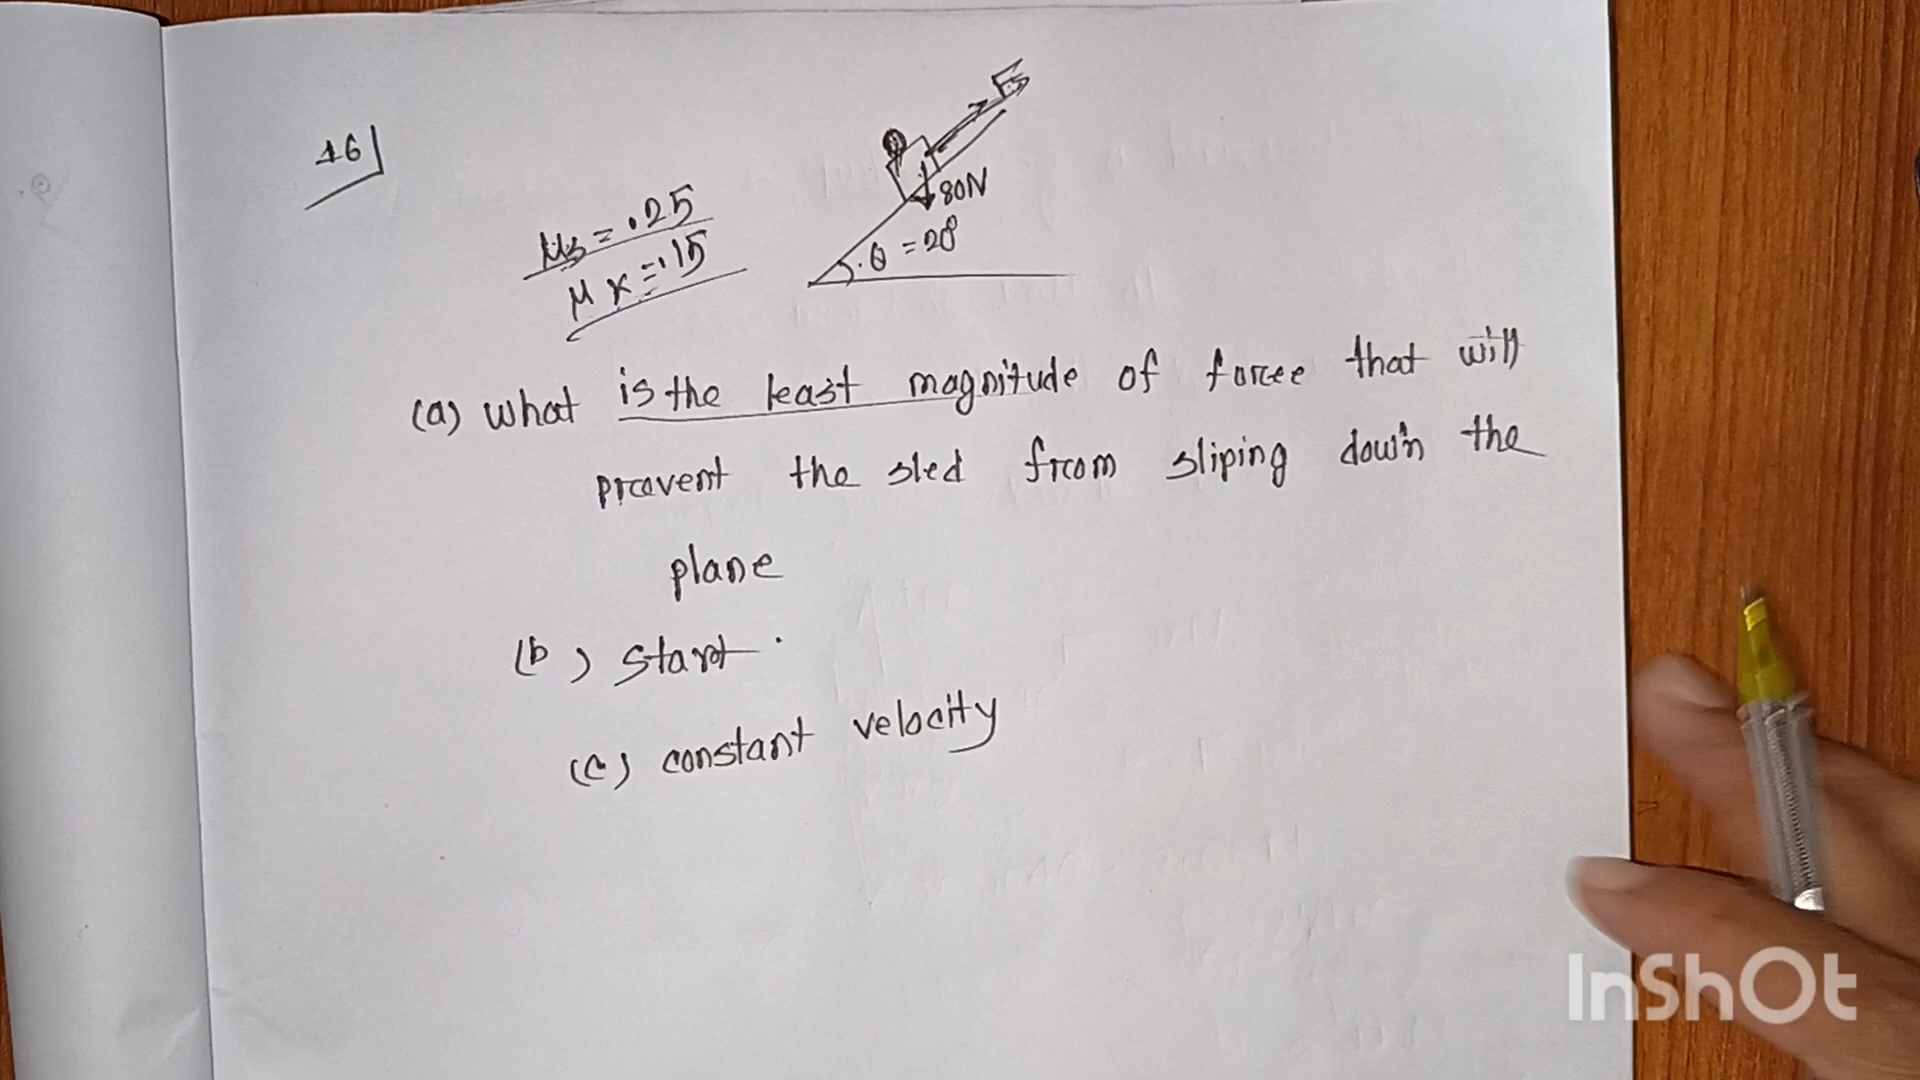 16
F
80N
μs = .25
θ = 20°
μk = .15
(a) What is the least magnitude of force that will
prevent the sled from sliping down the
plane
(b) start
(c) constant velocity
InShOt